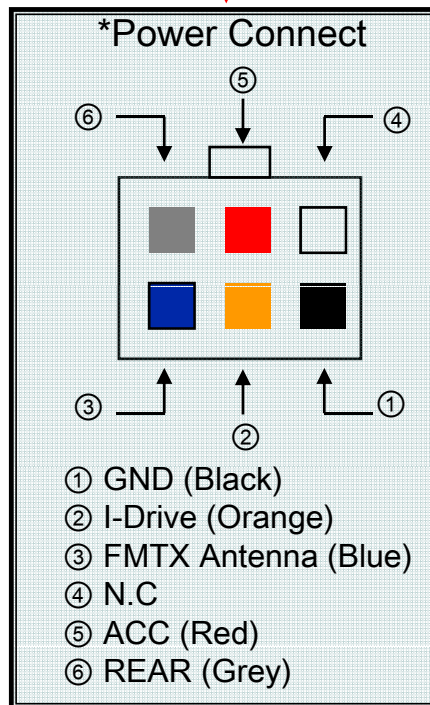 *Power Connect
⑤
⑥ ④
③ ①
②
① GND (Black)
② I-Drive (Orange)
③ FMTX Antenna (Blue)
④ N.C
⑤ ACC (Red)
⑥ REAR (Grey)